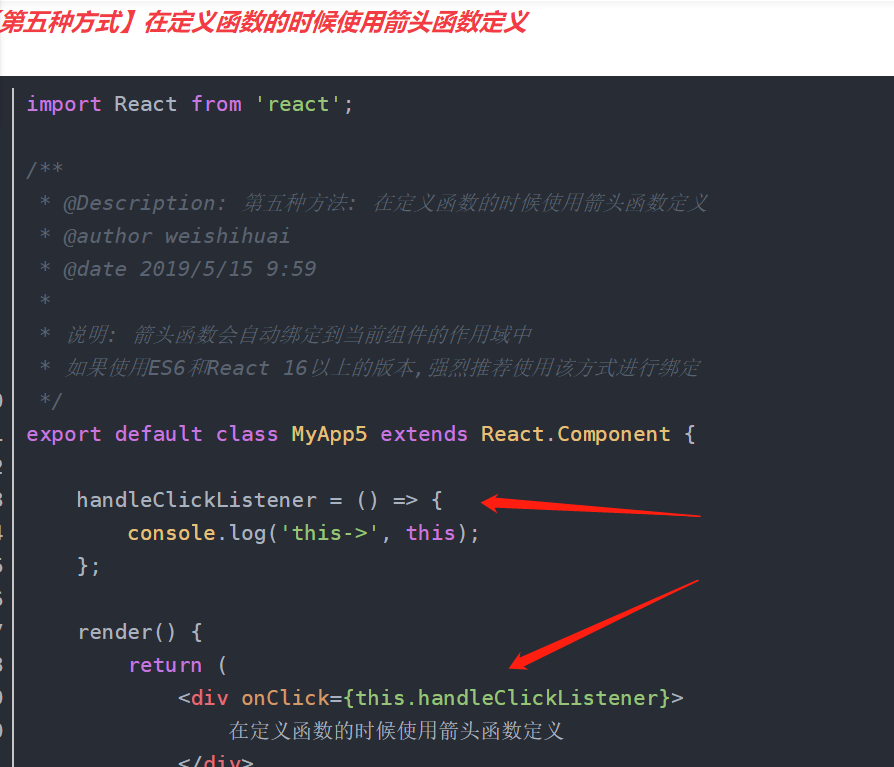 第五种方式】在定义函数的时候使用箭头函数定义
import React from 'react';
/**
* @Description: 第五种方法: 在定义函数的时候使用箭头函数定义
* @author weishihuai
* @date 2019/5/15 9:59
*
* 说明: 箭头函数会自动绑定到当前组件的作用域中
* 如果使用ES6和React 16以上的版本,强烈推荐使用该方式进行绑定
*/
export default class MyApp5 extends React.Component {
handleClickListener = () => {
console.log('this->', this);
};
render() {
return (
<div onClick={this.handleClickListener}>
在定义函数的时候使用箭头函数定义
</div>